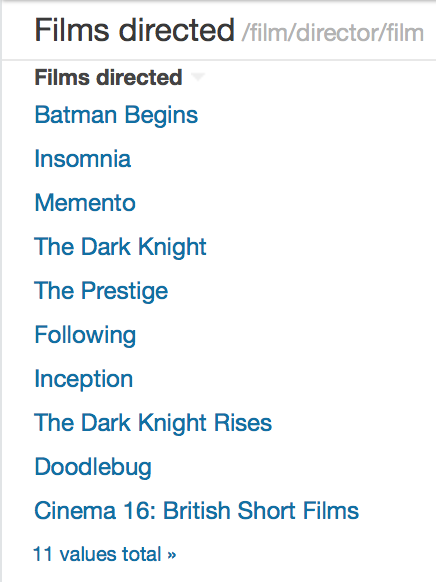 Films directed /film/director/film
Films directed
Batman Begins
Insomnia
Memento
The Dark Knight
The Prestige
Following
Inception
The Dark Knight Rises
Doodlebug
Cinema 16: British Short Films
11 values total »